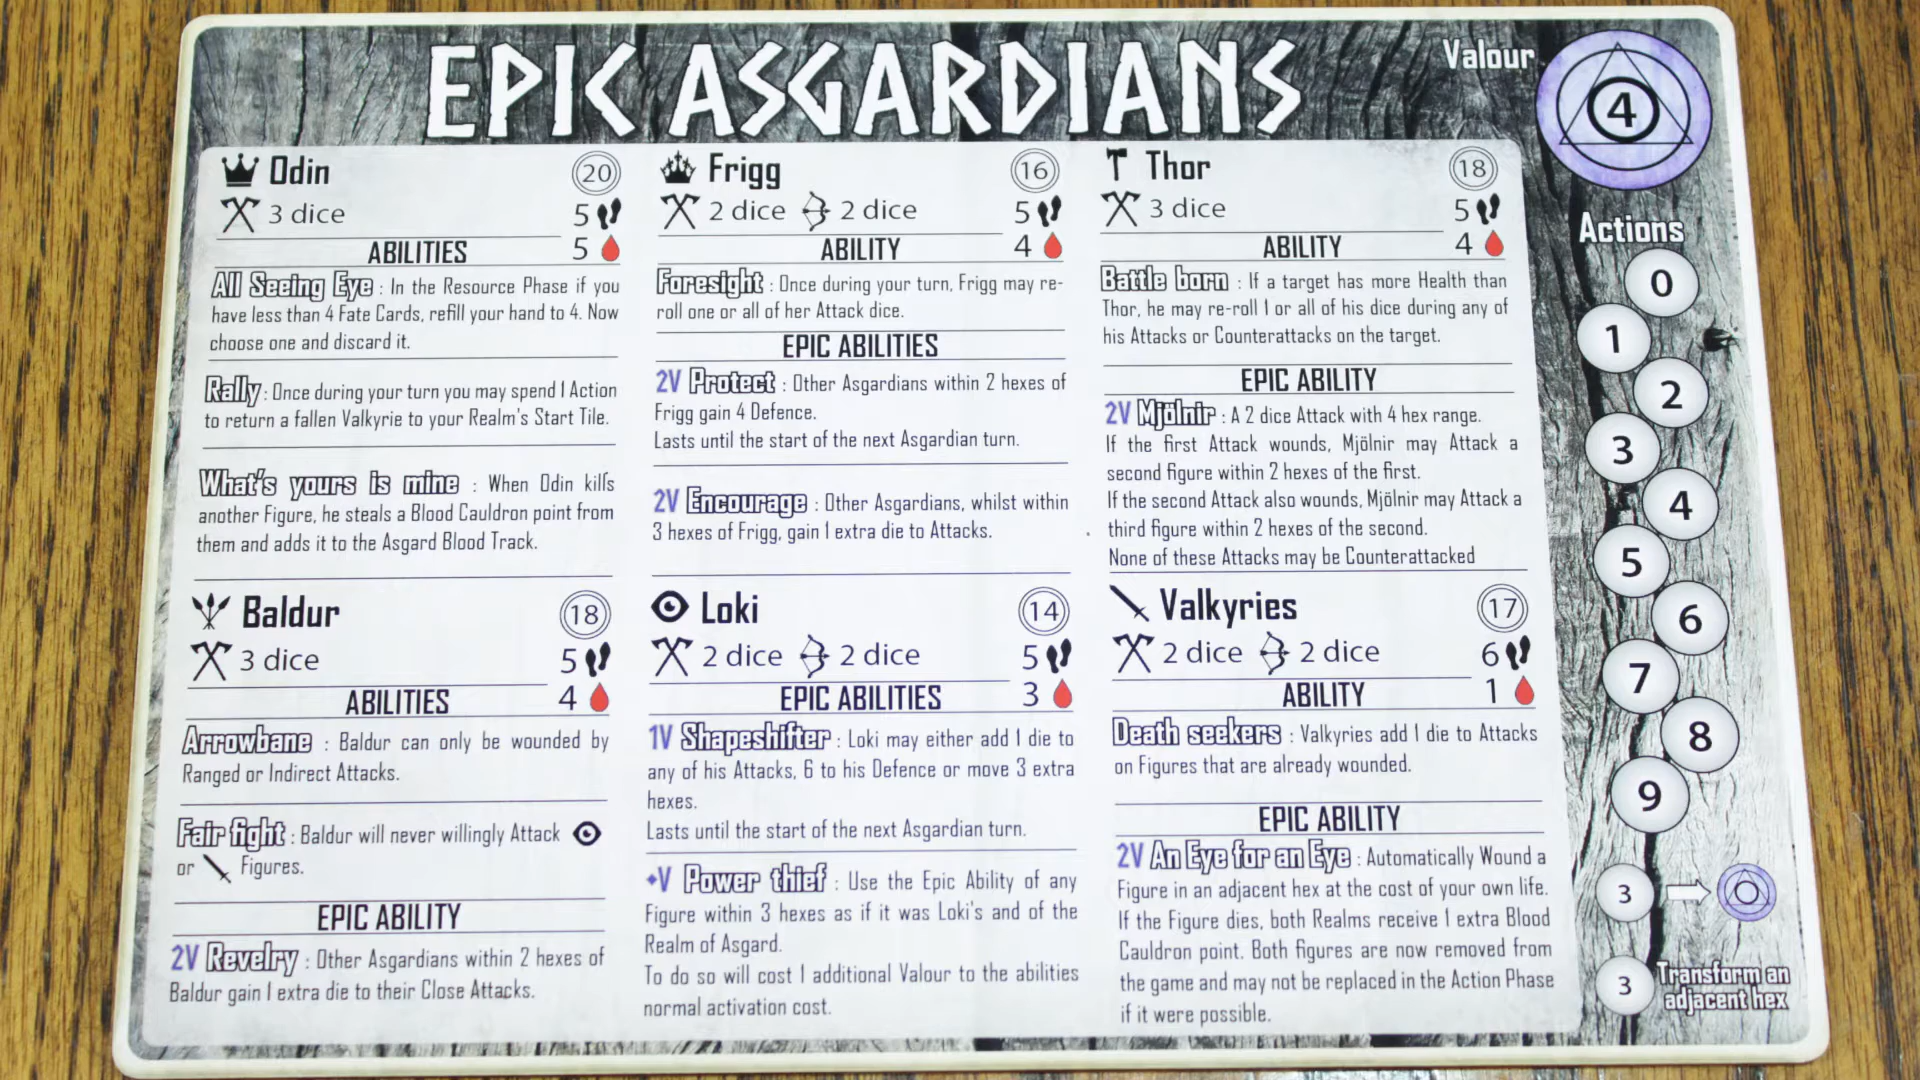 EPIC ASGARDIANS
Valour
4
Odin
20
3 dice
5
ABILITIES
5
All Seeing Eye : In the Resource Phase if you
have less than 4 Fate Cards, refill your hand to 4. Now
choose one and discard it.
Rally : Once during your turn you may spend 1 Action
to return a fallen Valkyrie to your Realm's Start Tile.
What's yours is mine : When Odin kills
another Figure, he steals a Blood Cauldron point from
them and adds it to the Asgard Blood Track.
Frigg
16
2 dice 2 dice
5
ABILITY
4
Foresight : Once during your turn, Frigg may re-
roll one or all of her Attack dice.
EPIC ABILITIES
2V Protect : Other Asgardians within 2 hexes of
Frigg gain 4 Defence.
Lasts until the start of the next Asgardian turn.
2V Encourage : Other Asgardians, whilst within
3 hexes of Frigg, gain 1 extra die to Attacks.
Thor
18
3 dice
5
ABILITY
4
Battle born : If a target has more Health than
Thor, he may re-roll 1 or all of his dice during any of
his Attacks or Counterattacks on the target.
EPIC ABILITY
2V Mjölnir : A 2 dice Attack with 4 hex range.
If the first Attack wounds, Mjölnir may Attack a
second figure within 2 hexes of the first.
If the second Attack also wounds, Mjölnir may Attack a
third figure within 2 hexes of the second.
None of these Attacks may be Counterattacked
Baldur
18
3 dice
5
ABILITIES
4
Arrowbane : Baldur can only be wounded by
Ranged or Indirect Attacks.
Fair fight : Baldur will never willingly Attack
or Figures.
EPIC ABILITY
2V Revelry : Other Asgardians within 2 hexes of
Baldur gain 1 extra die to their Close Attacks.
Loki
14
2 dice 2 dice
5
EPIC ABILITIES
3
1V Shapeshifter : Loki may either add 1 die to
any of his Attacks, 6 to his Defence or move 3 extra
hexes.
Lasts until the start of the next Asgardian turn.
+V Power thief : Use the Epic Ability of any
Figure within 3 hexes as if it was Loki's and of the
Realm of Asgard.
To do so will cost 1 additional Valour to the abilities
normal activation cost.
Valkyries
17
2 dice 2 dice
6
ABILITY
1
Death seekers : Valkyries add 1 die to Attacks
on Figures that are already wounded.
EPIC ABILITY
2V An Eye for an Eye : Automatically Wound a
Figure in an adjacent hex at the cost of your own life.
If the Figure dies, both Realms receive 1 extra Blood
Cauldron point. Both figures are now removed from
the game and may not be replaced in the Action Phase
if it were possible.
Actions
0
1
2
3
4
5
6
7
8
9
3
3 Transform an
adjacent hex